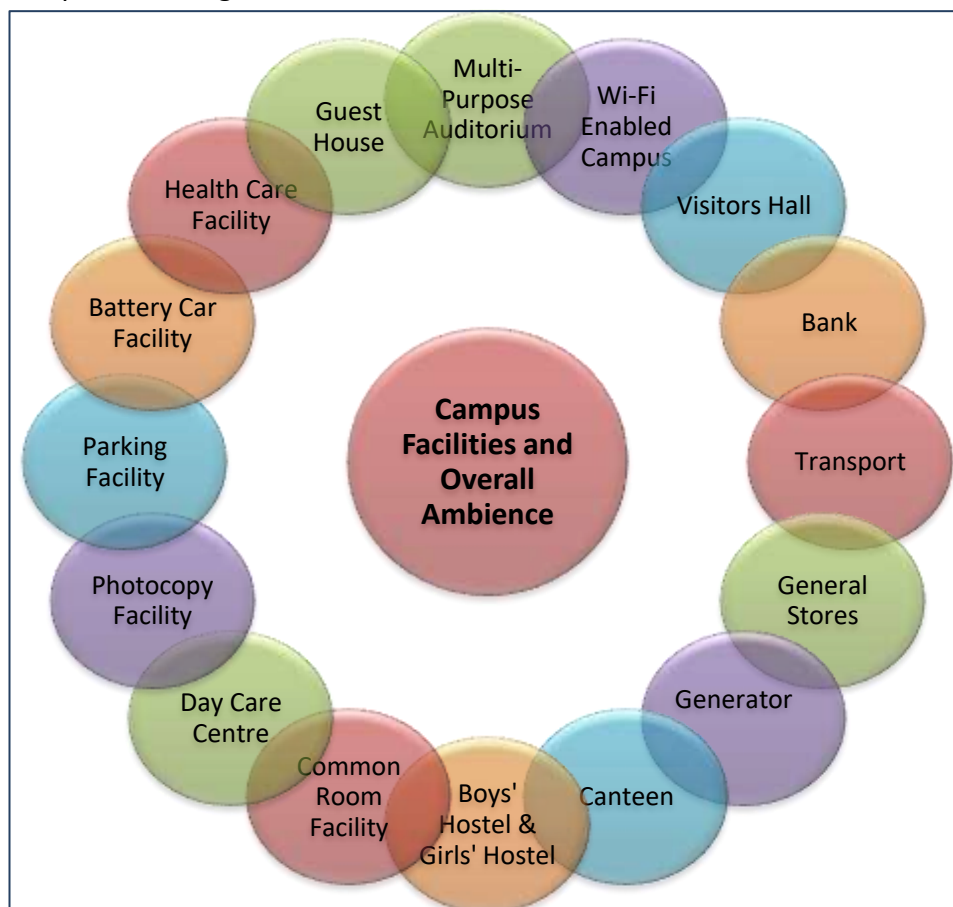 Multi-
Purpose
Auditorium
Wi-Fi
Enabled
Campus
Visitors Hall
Bank
Transport
General
Stores
Generator
Canteen
Boys'
Hostel &
Girls' Hostel
Common
Room
Facility
Day Care
Centre
Photocopy
Facility
Parking
Facility
Battery Car
Facility
Health Care
Facility
Guest
House
Campus
Facilities and
Overall
Ambience